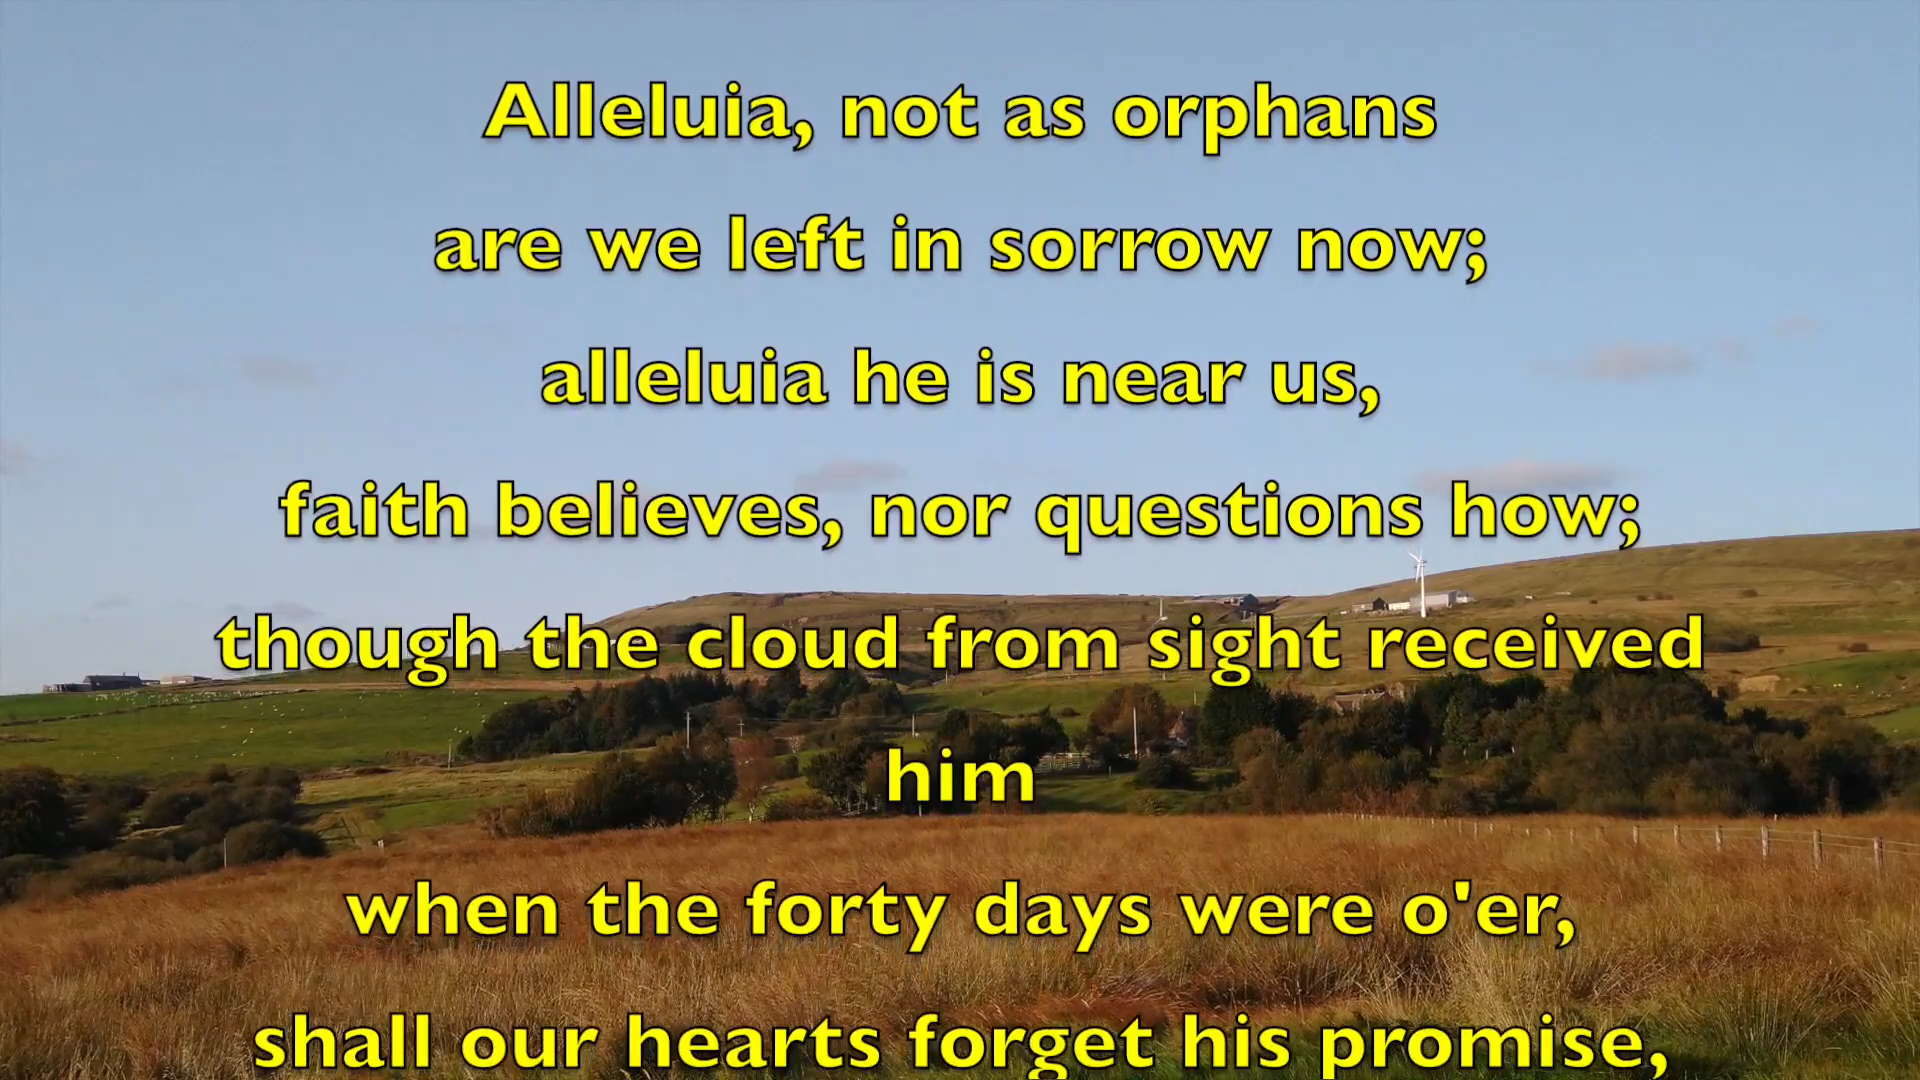 Alleluia, not as orphans
are we left in sorrow now;
alleluia he is near us,
faith believes, nor questions how;
though the cloud from sight received
him
when the forty days were o'er,
shall our hearts forget his promise,